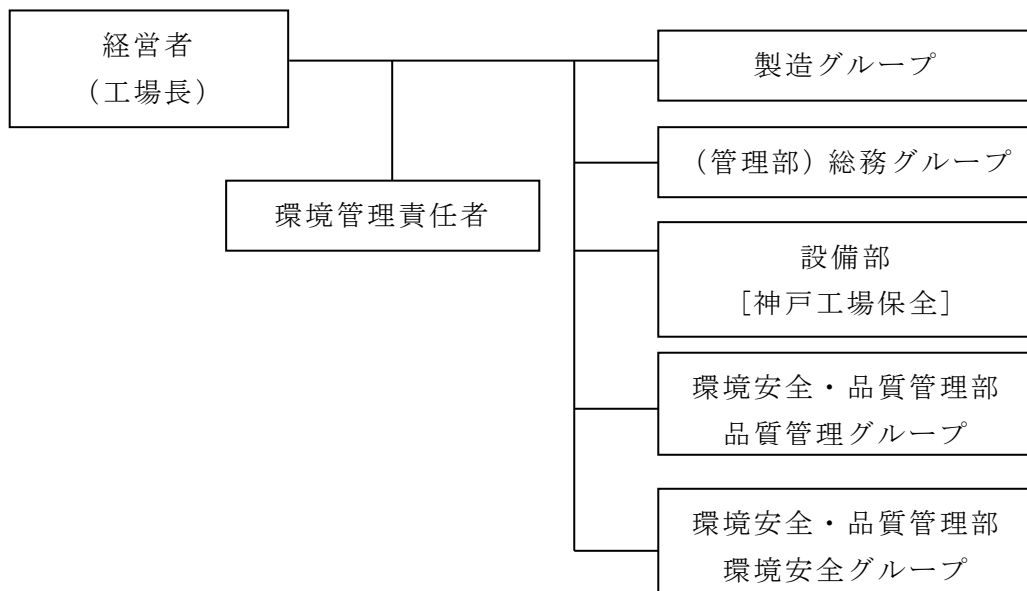 経営者
（工場長）
環境管理責任者
製造グループ
（管理部）総務グループ
設備部
［神戸工場保全］
環境安全・品質管理部
品質管理グループ
環境安全・品質管理部
環境安全グループ